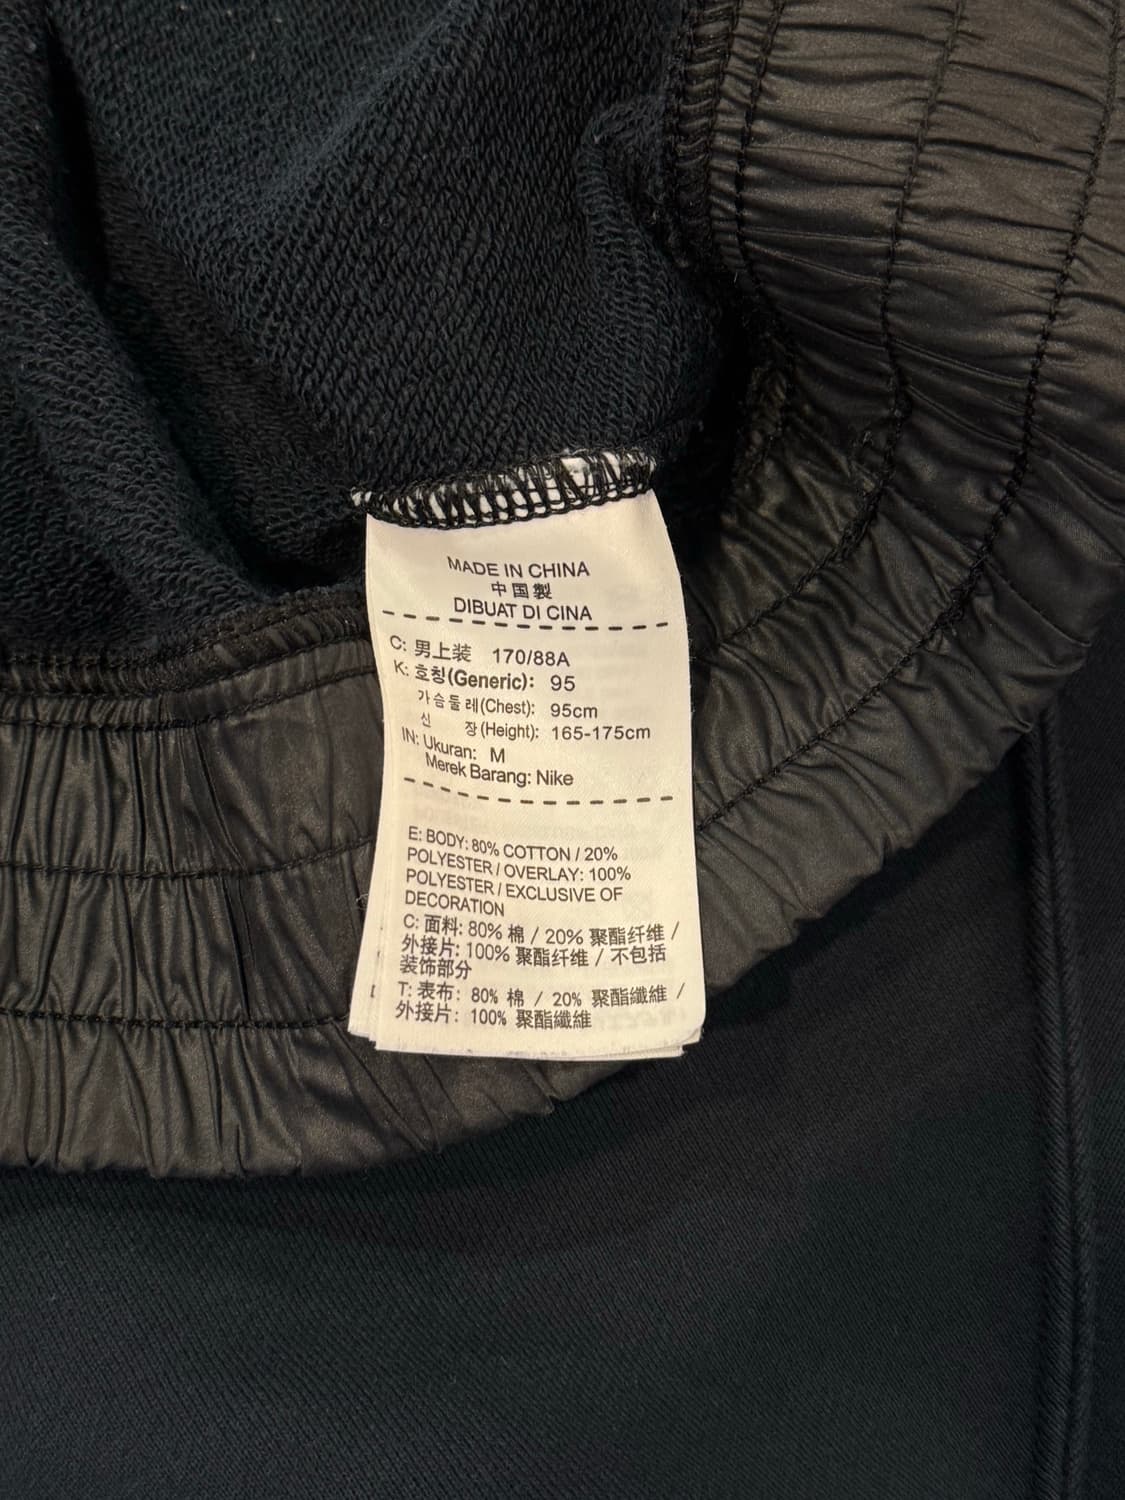 MADE IN CHINA
中国製
DIBUAT DI CINA
C: 男上装 170/88A
K: 호칭(Generic): 95
가슴둘레(Chest): 95cm
신 장(Height): 165-175cm
IN: Ukuran: M
Merek Barang: Nike
E: BODY: 80% COTTON / 20%
POLYESTER / OVERLAY: 100%
POLYESTER / EXCLUSIVE OF
DECORATION
C: 面料: 80% 棉 / 20% 聚酯纤维 /
外接片: 100% 聚酯纤维 / 不包括
装饰部分
T: 表布: 80% 棉 / 20% 聚酯纖維 /
外接片: 100% 聚酯纖維